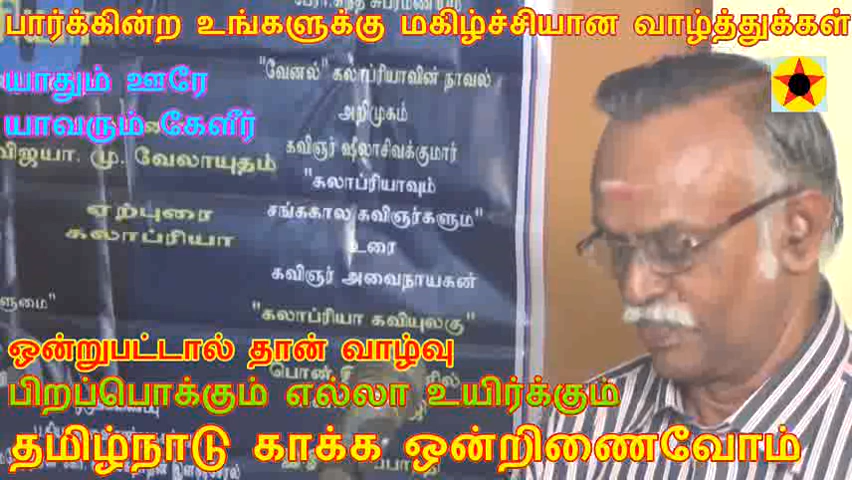 பார்க்கின்ற உங்களுக்கு மகிழ்ச்சியான வாழ்த்துக்கள்
யாதும் ஊரே
யாவரும் கேளீர்
விஜயா. மு. வேலாயுதம்
ஏற்புரை
கலாப்ரியா
"வேனல்" கலாப்ரியாவின் நாவல்
அறிமுகம்
கவிஞர் ஷீலாசிவக்குமார்
"கலாப்ரியாவும்
சங்ககால கவிஞர்களும்"
உரை
கவிஞர் அவைநாயகன்
"கலாப்ரியா கவியுலகு"
ஒன்றுபட்டால் தான் வாழ்வு
பிறப்பொக்கும் எல்லா உயிர்க்கும்
தமிழ்நாடு காக்க ஒன்றிணைவோம்